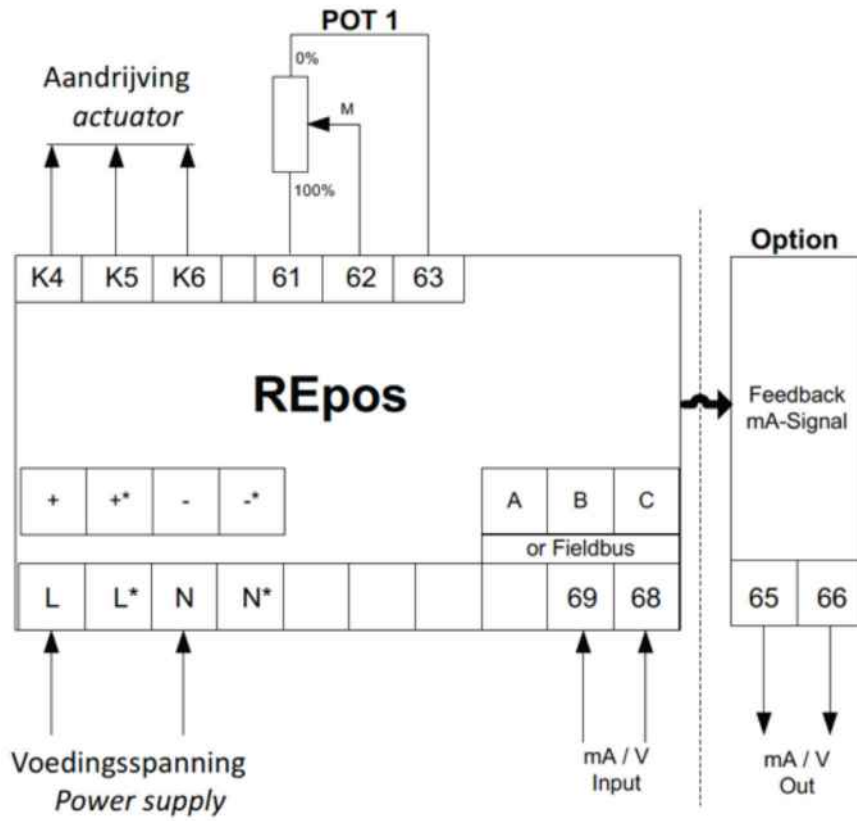 POT 1
0%
Aandrijving
actuator
M
100%
Option
K4 K5 K6 61 62 63
REpos
Feedback
mA-Signal
+ +* - -* A B C
or Fieldbus
L L* N N* 69 68 65 66
Voedingsspanning
Power supply
mA / V
Input
mA / V
Out